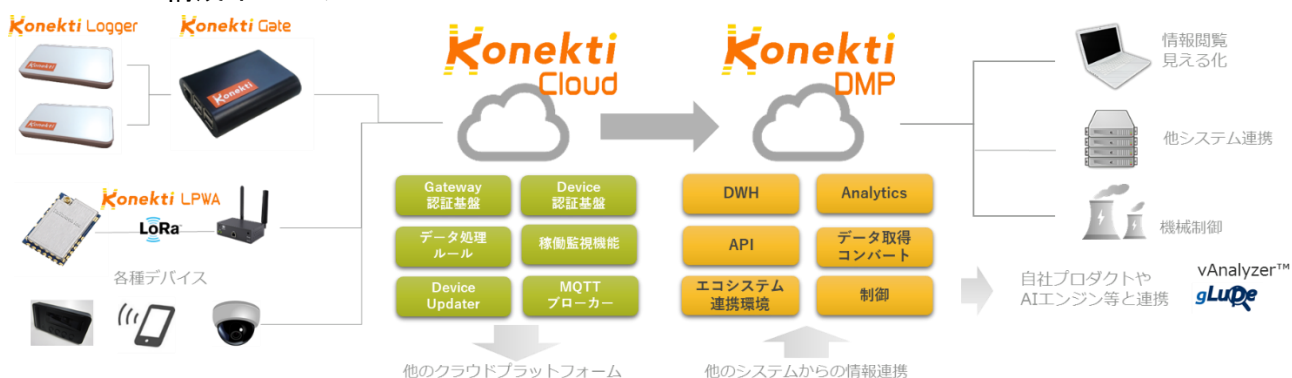 Konekti Logger
Konekti Gate
Konekti
Konekti
Konekti
Konekti LPWA
LoRa
各種デバイス
Konekti
Cloud
Gateway
認証基盤
Device
認証基盤
データ処理
ルール
稼働監視機能
Device
Updater
MQTT
ブローカー
他のクラウドプラットフォーム
Konekti
DMP
DWH
Analytics
API
データ取得
コンバート
エコシステム
連携環境
制御
他のシステムからの情報連携
情報閲覧
見える化
他システム連携
機械制御
自社プロダクトや
AIエンジン等と連携
vAnalyzer™
gLupe